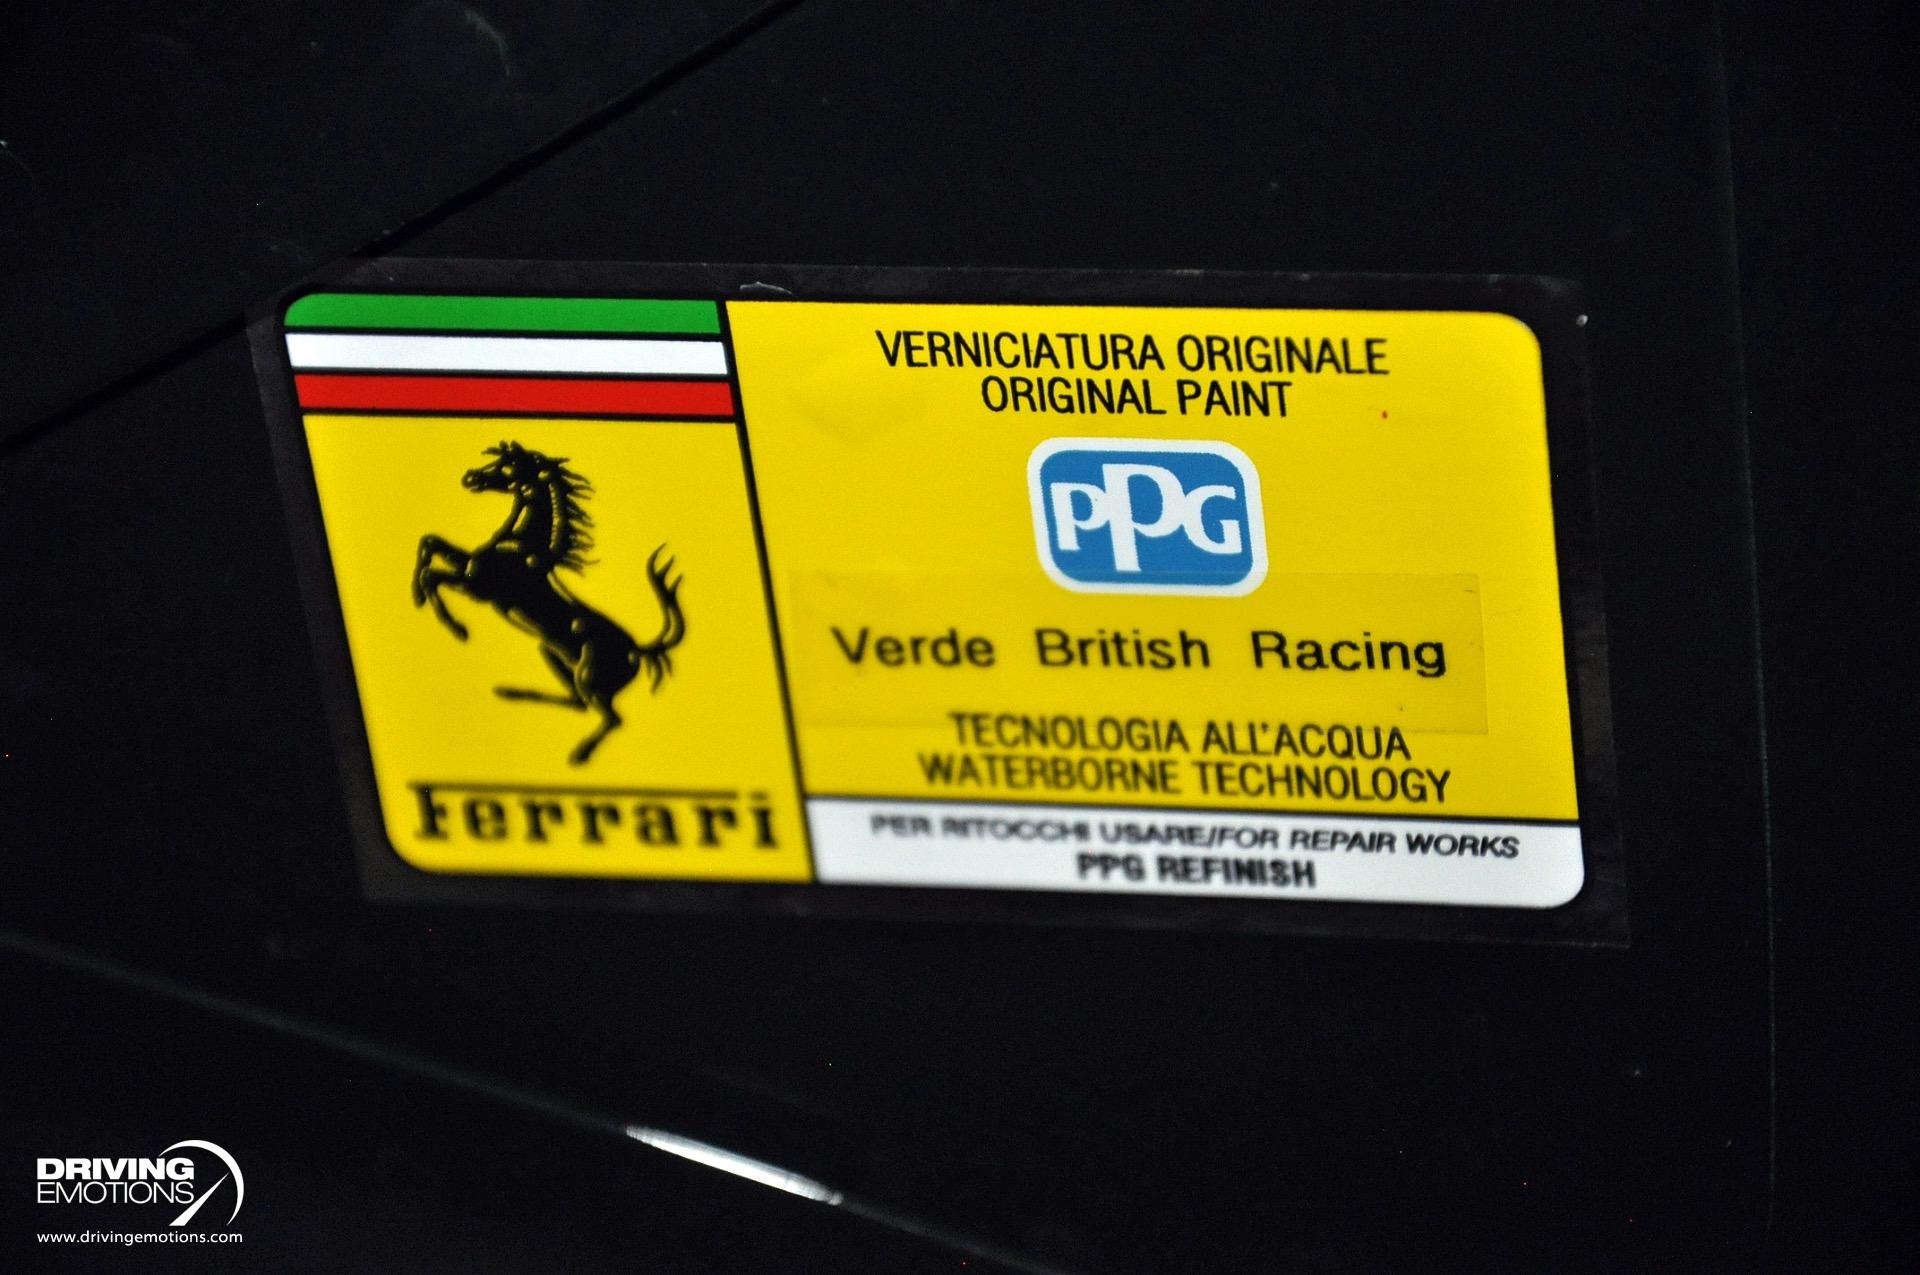 VERNICIATURA ORIGINALE
ORIGINAL PAINT
PPG
Verde British Racing
TECNOLOGIA ALL'ACQUA
WATERBORNE TECHNOLOGY
Ferrari
PER RITOCCHI USARE/FOR REPAIR WORKS
PPG REFINISH
DRIVING
EMOTIONS
www.drivingemotions.com